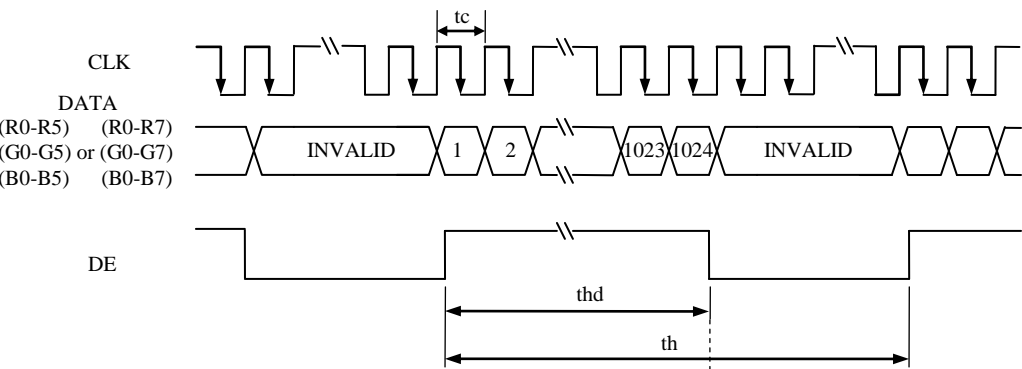 tc
CLK
DATA
(R0-R5) (R0-R7)
(G0-G5) or (G0-G7)
(B0-B5) (B0-B7)
INVALID 1 2 1023 1024 INVALID
DE
thd
th